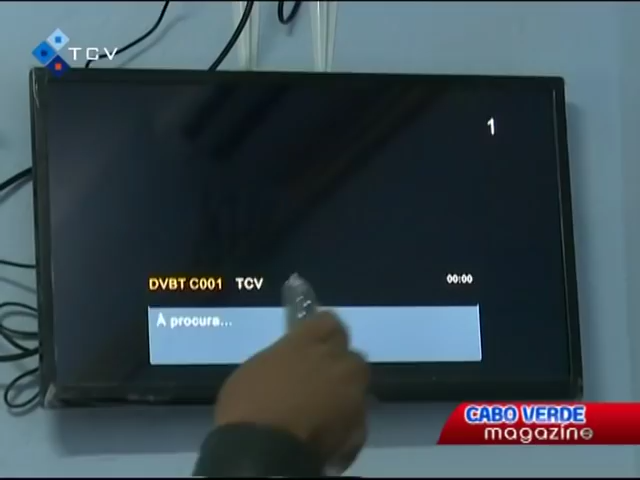 TCV
1
DVBT C001 TCV 00:00
À procura...
CABO VERDE
magazine